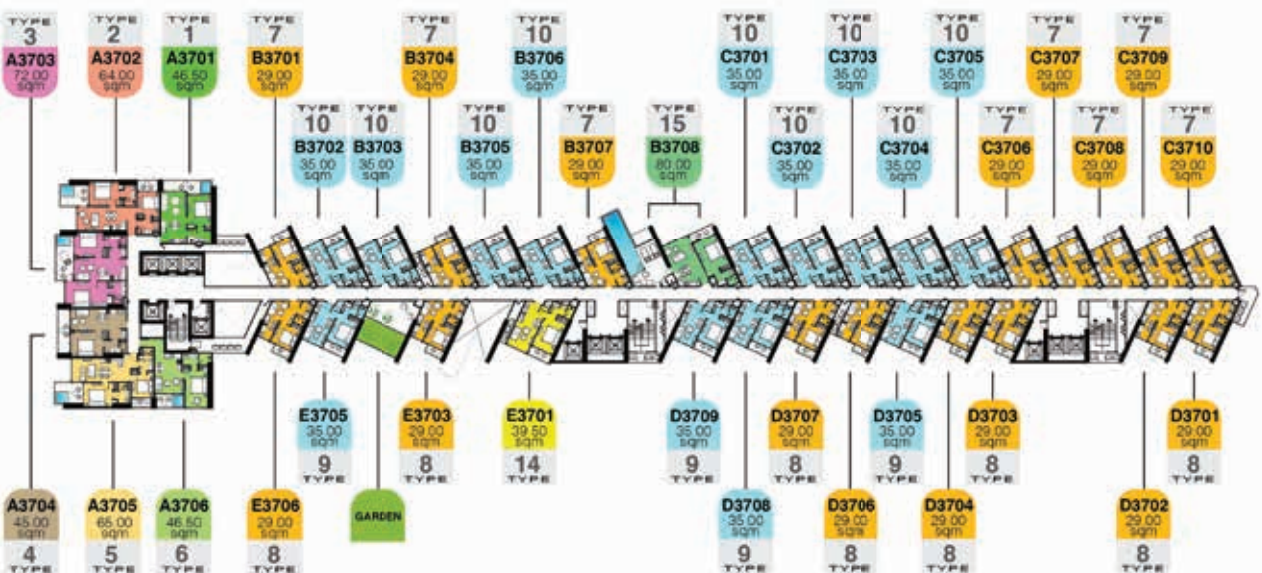 TYPE
3
A3703
72.00
sqm
TYPE
2
A3702
64.00
sqm
TYPE
1
A3701
46.50
sqm
TYPE
7
B3701
29.00
sqm
TYPE
7
B3704
29.00
sqm
TYPE
10
B3706
35.00
sqm
TYPE
10
C3701
35.00
sqm
TYPE
10
C3703
35.00
sqm
TYPE
10
C3705
35.00
sqm
TYPE
7
C3707
29.00
sqm
TYPE
7
C3709
29.00
sqm
TYPE
10
B3702
35.00
sqm
TYPE
10
B3703
35.00
sqm
TYPE
10
B3705
35.00
sqm
TYPE
7
B3707
29.00
sqm
TYPE
15
B3708
80.00
sqm
TYPE
10
C3702
35.00
sqm
TYPE
10
C3704
35.00
sqm
TYPE
7
C3706
29.00
sqm
TYPE
7
C3708
29.00
sqm
TYPE
7
C3710
29.00
sqm
E3705
35.00
sqm
9
TYPE
E3703
29.00
sqm
8
TYPE
E3701
39.50
sqm
14
TYPE
D3709
35.00
sqm
9
TYPE
D3707
29.00
sqm
8
TYPE
D3705
35.00
sqm
9
TYPE
D3703
29.00
sqm
8
TYPE
D3701
29.00
sqm
8
TYPE
A3704
45.00
sqm
4
TYPE
A3705
65.00
sqm
5
TYPE
A3706
46.50
sqm
6
TYPE
E3706
29.00
sqm
8
TYPE
GARDEN
D3708
35.00
sqm
9
TYPE
D3706
29.00
sqm
8
TYPE
D3704
29.00
sqm
8
TYPE
D3702
29.00
sqm
8
TYPE